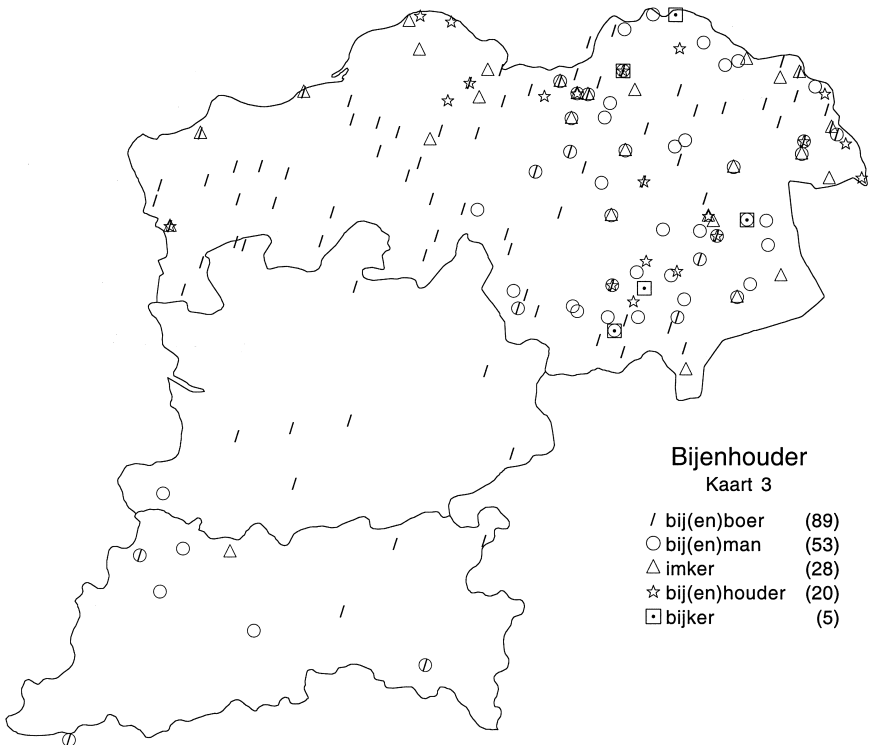 Bijenhouder
Kaart 3
bij(en)boer (89)
bij(en)man (53)
imker (28)
bij(en)houder (20)
bijker (5)